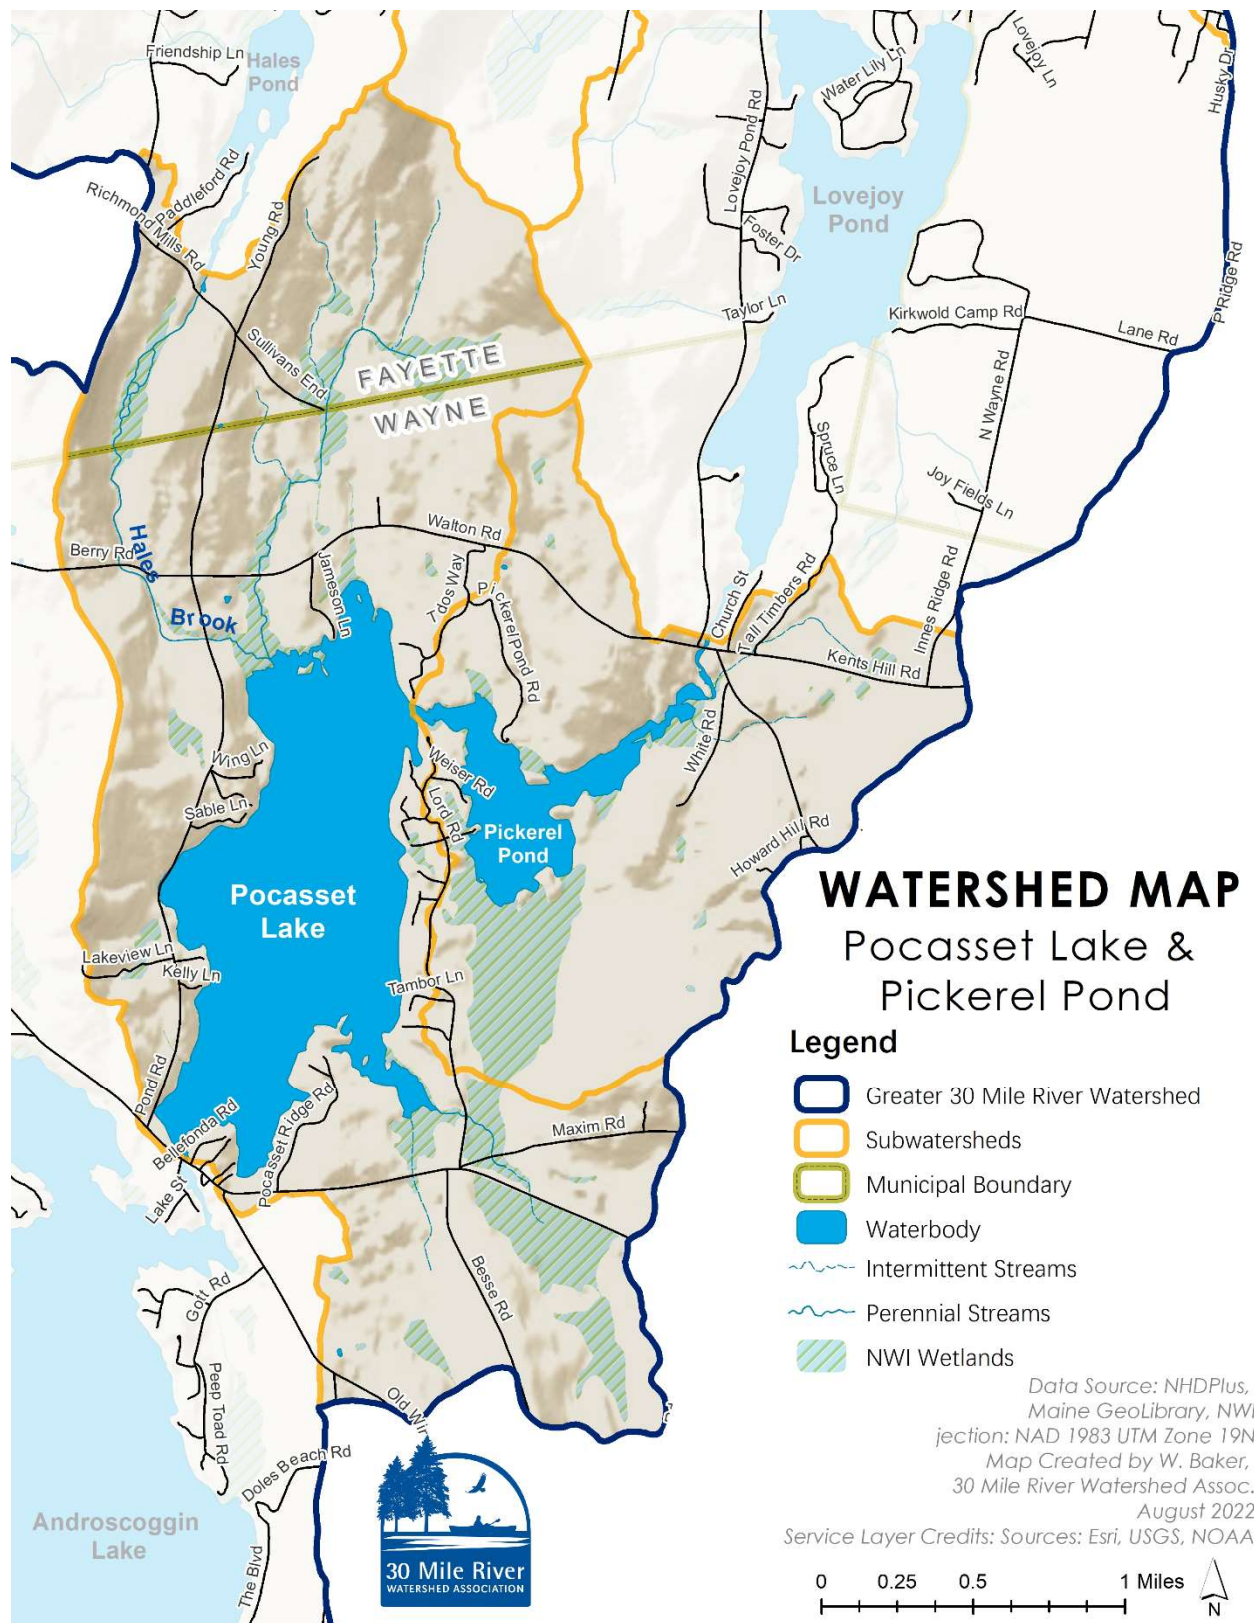 Friendship Ln
Hales
Pond
Lovejoy Ln
Water Lily Ln
Husky Dr
Lovejoy Pond Rd
Paddleford Rd
Richmond Mills Rd
Young Rd
Lovejoy
Pond
Foster Dr
P Ridge Rd
Taylor Ln
Kirkwold Camp Rd
Lane Rd
Sullivans End
FAYETTE
WAYNE
N Wayne Rd
Spruce Ln
Joy Fields Ln
Walton Rd
Hales
Berry Rd
Jameson Ln
Tdos Way
Pickerel Pond Rd
Church St
Tall Timbers Rd
Innes Ridge Rd
Brook
Kents Hill Rd
White Rd
Wing Ln
Weiser Rd
Sable Ln
Lord Rd
Pickerel
Pond
Howard Hill Rd
Pocasset
Lake
WATERSHED MAP
Pocasset Lake &
Pickerel Pond
Lakeview Ln
Kelly Ln
Tambor Ln
Legend
Greater 30 Mile River Watershed
Subwatersheds
Municipal Boundary
Waterbody
Intermittent Streams
Perennial Streams
NWI Wetlands
Pond Rd
Bellefonda Rd
Pocasset Ridge Rd
Maxim Rd
Lake St
Gott Rd
Besse Rd
Peep Toad Rd
Old Wir
Doles Beach Rd
Androscoggin
Lake
The Blvd
30 Mile River
WATERSHED ASSOCIATION
Data Source: NHDPlus,
Maine GeoLibrary, NWI
jection: NAD 1983 UTM Zone 19N
Map Created by W. Baker,
30 Mile River Watershed Assoc.
August 2022
Service Layer Credits: Sources: Esri, USGS, NOAA
0 0.25 0.5 1 Miles
N